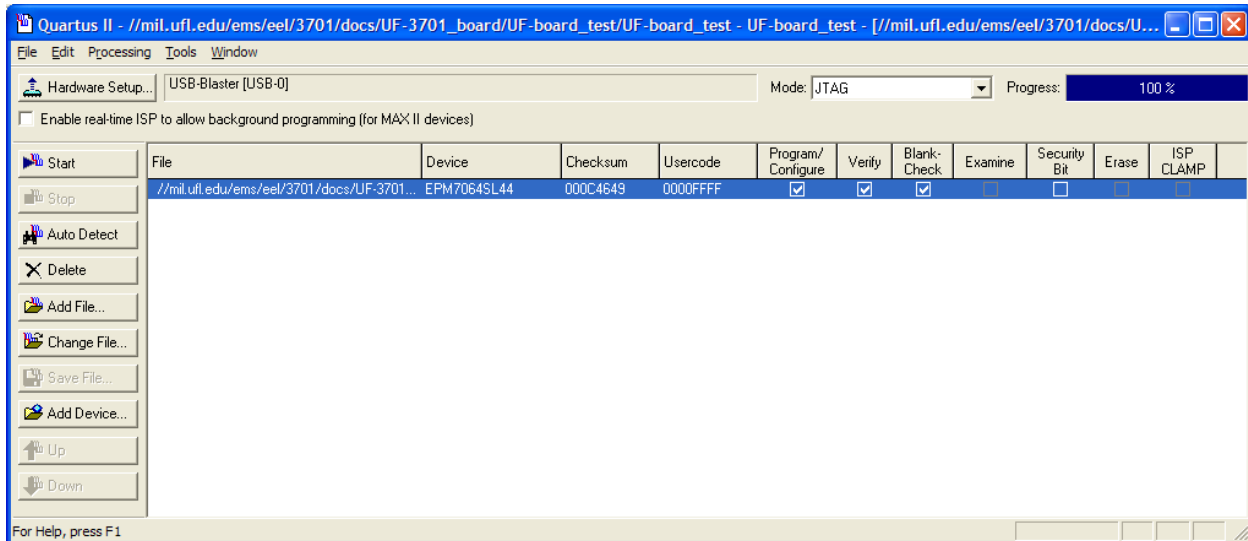 Quartus II - //mil.ufl.edu/ems/eel/3701/docs/UF-3701_board/UF-board_test/UF-board_test - UF-board_test - [//mil.ufl.edu/ems/eel/3701/docs/U...
File Edit Processing Tools Window
Hardware Setup... USB-Blaster [USB-0] Mode: JTAG Progress: 100 %
Enable real-time ISP to allow background programming (for MAX II devices)
Start File Device Checksum Usercode Program/ Configure Verify Blank- Check Examine Security Bit Erase ISP CLAMP
//mil.ufl.edu/ems/eel/3701/docs/UF-3701... EPM7064SL44 000C4649 0000FFFF
Stop
Auto Detect
Delete
Add File...
Change File...
Save File...
Add Device...
Up
Down
For Help, press F1